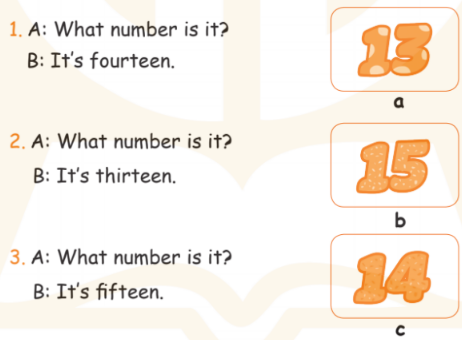 1. A: What number is it?
B: It's fourteen.
13
a
2. A: What number is it?
B: It's thirteen.
15
b
3. A: What number is it?
B: It's fifteen.
14
c